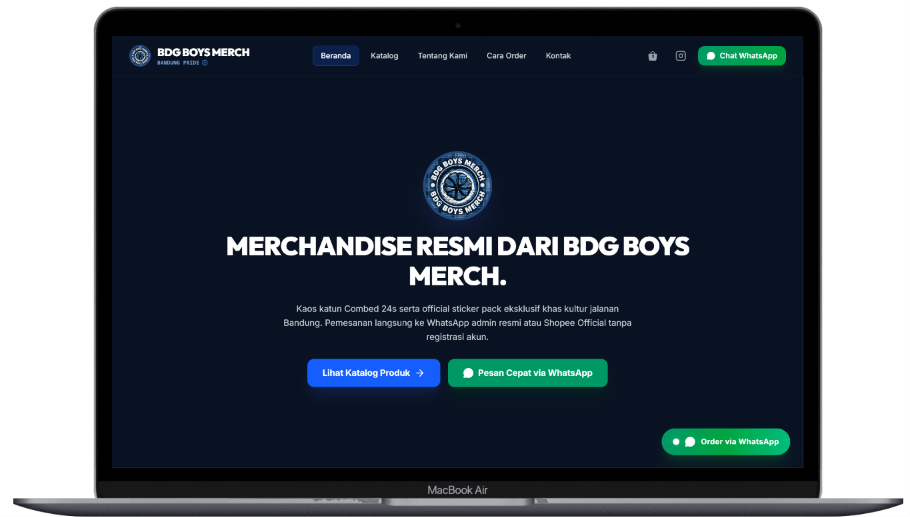 BDG BOYS MERCH
BANDUNG PRIDE
Beranda
Katalog
Tentang Kami
Cara Order
Kontak
Chat WhatsApp
BDG BOYS MERCH
BDG BOYS MERCH
MERCHANDISE RESMI DARI BDG BOYS
MERCH.
Kaos katun Combed 24s serta official sticker pack eksklusif khas kultur jalanan
Bandung. Pemesanan langsung ke WhatsApp admin resmi atau Shopee Official tanpa
registrasi akun.
Lihat Katalog Produk
Pesan Cepat via WhatsApp
Order via WhatsApp
MacBook Air